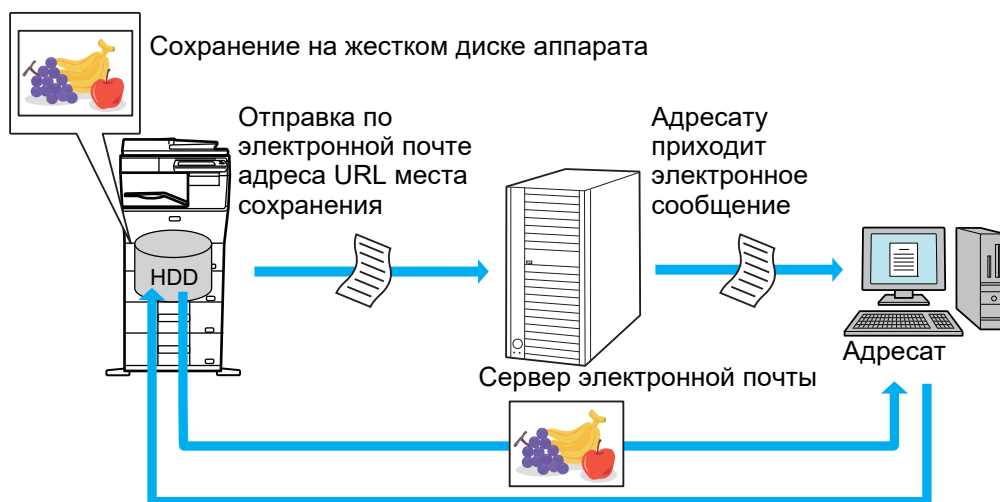 Сохранение на жестком диске аппарата
Отправка по
электронной почте
адреса URL места
сохранения
Адресату
приходит
электронное
сообщение
HDD
Адресат
Сервер электронной почты